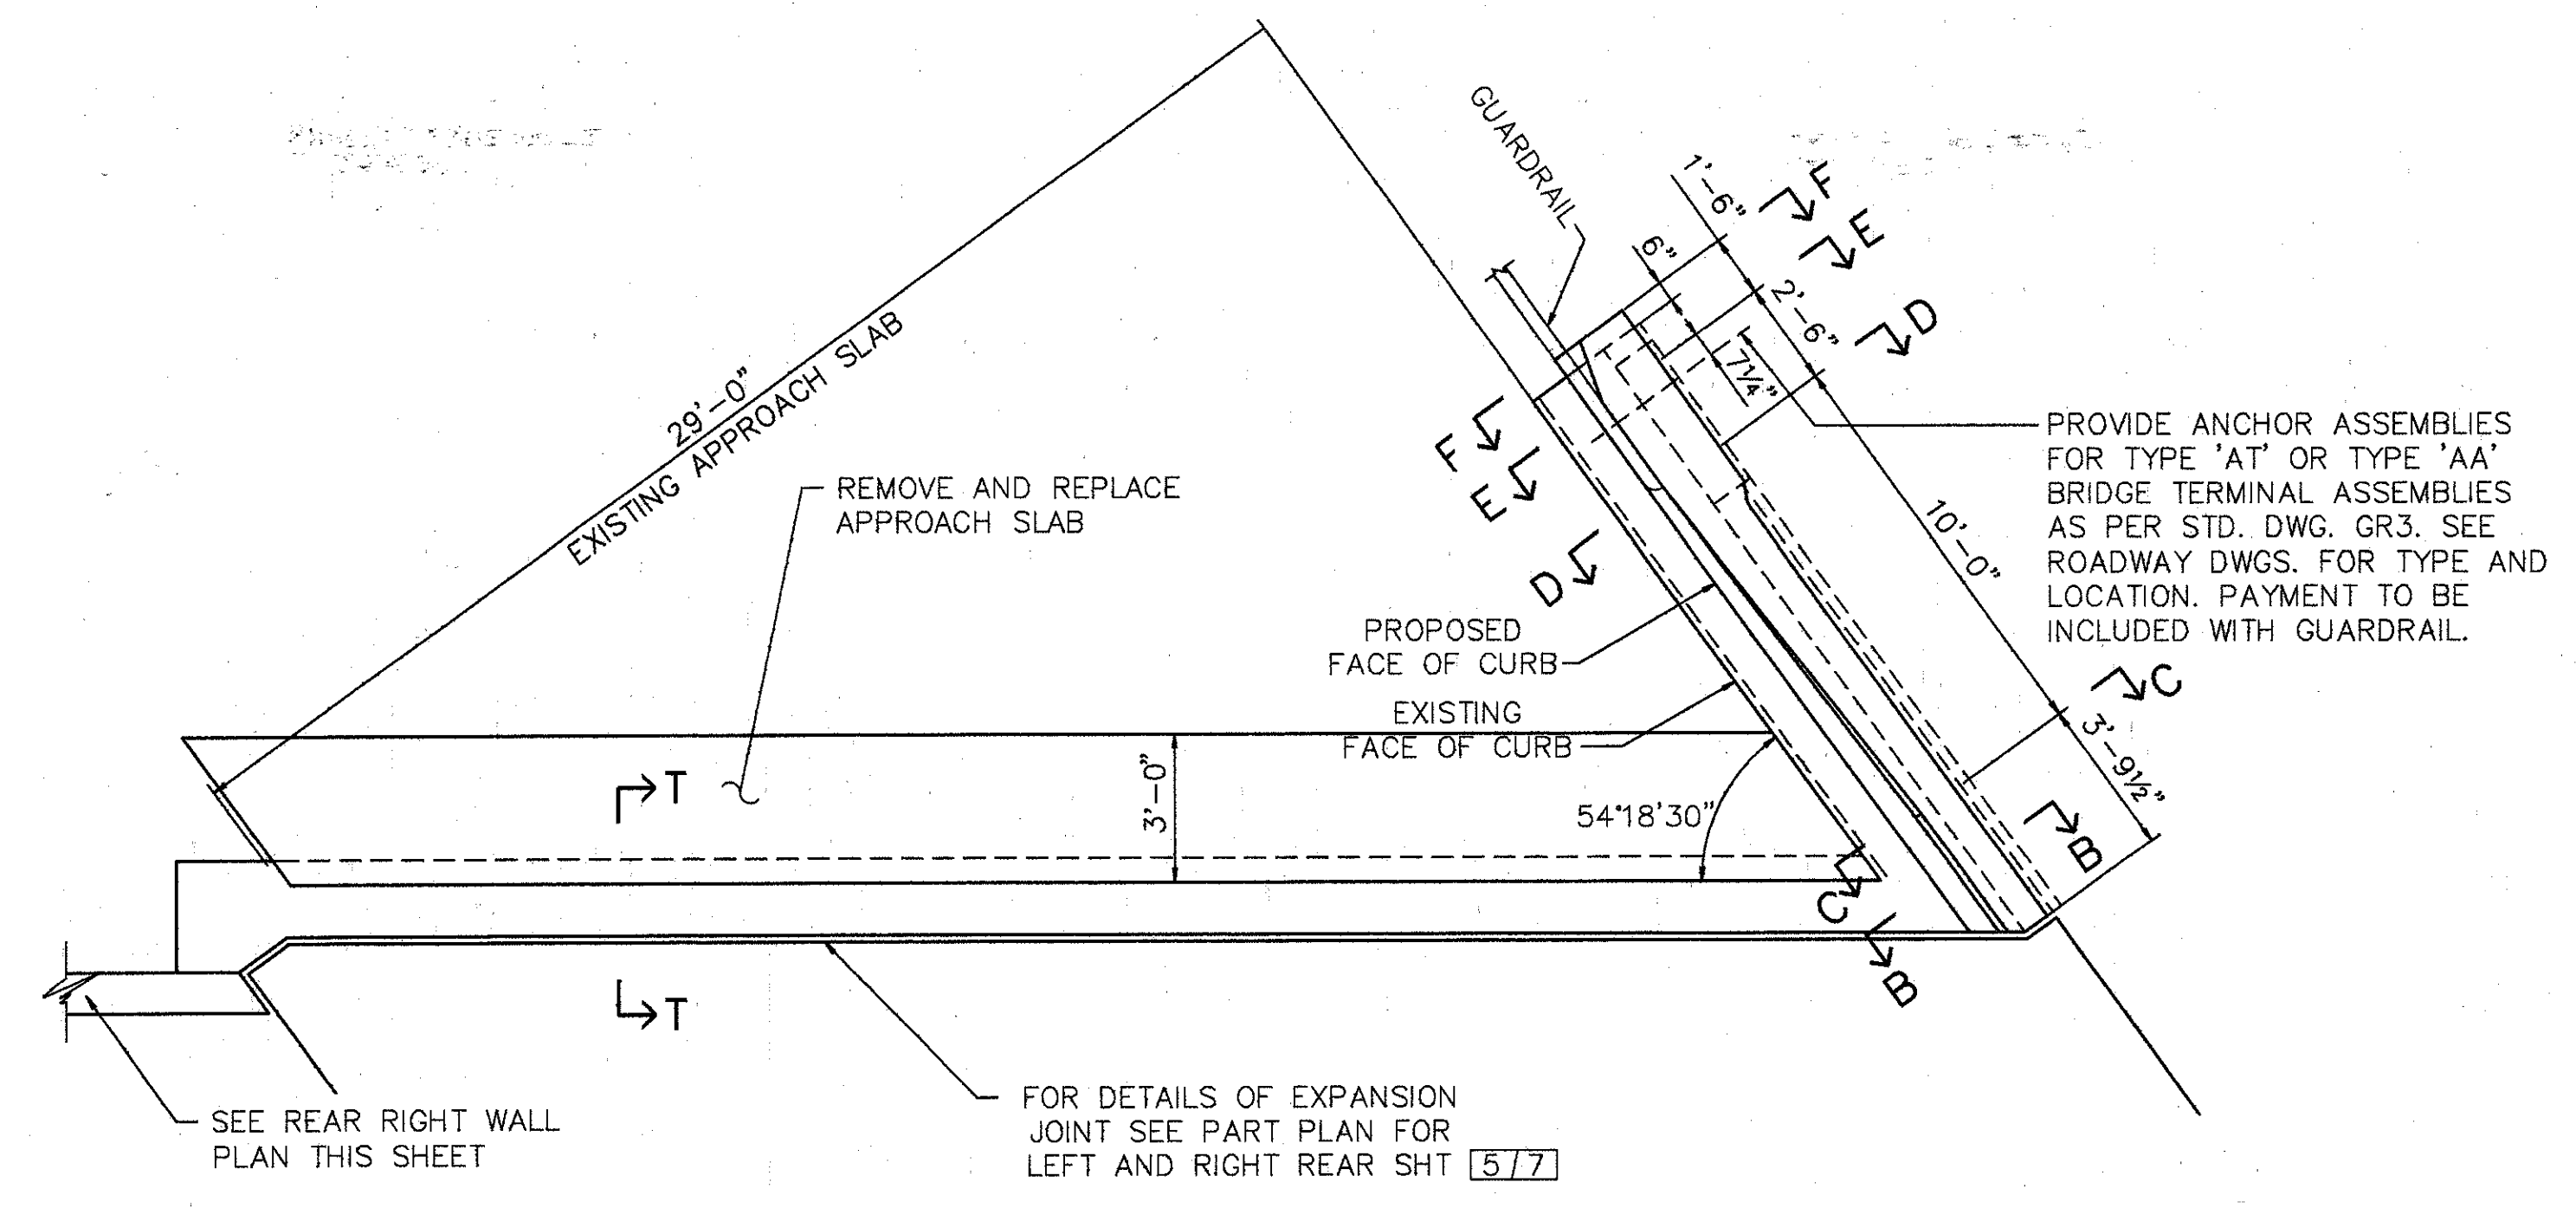 GUARDRAIL
1'-6"
F
E
6"
2'-6"
D
7¼"
29'-0"
EXISTING APPROACH SLAB
REMOVE AND REPLACE
APPROACH SLAB
F
E
D
PROVIDE ANCHOR ASSEMBLIES
FOR TYPE 'AT' OR TYPE 'AA'
BRIDGE TERMINAL ASSEMBLIES
AS PER STD. DWG. GR3. SEE
ROADWAY DWGS. FOR TYPE AND
LOCATION. PAYMENT TO BE
INCLUDED WITH GUARDRAIL.
10'-0"
PROPOSED
FACE OF CURB
EXISTING
FACE OF CURB
C
3'-9½"
T
3'-0"
54°18'30"
B
C
B
T
SEE REAR RIGHT WALL
PLAN THIS SHEET
FOR DETAILS OF EXPANSION
JOINT SEE PART PLAN FOR
LEFT AND RIGHT REAR SHT 5/7